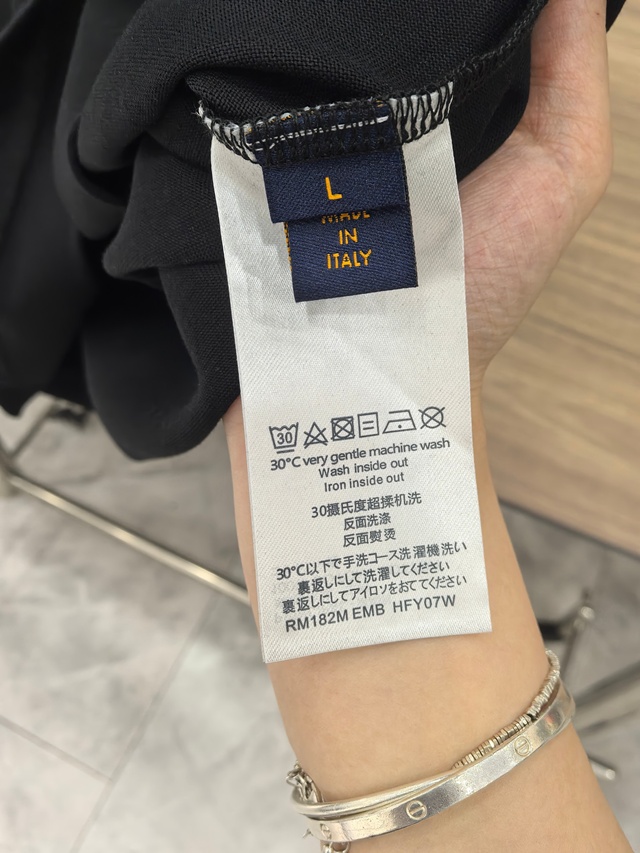 L
MADE
IN
ITALY
30
30°C very gentle machine wash
Wash inside out
Iron inside out
30摄氏度超揉机洗
反面洗涤
反面熨烫
30℃以下で手洗コース洗濯機洗い
裏返しにして洗濯してください
裏返しにしてアイロソをおててください
RM182M EMB HFY07W